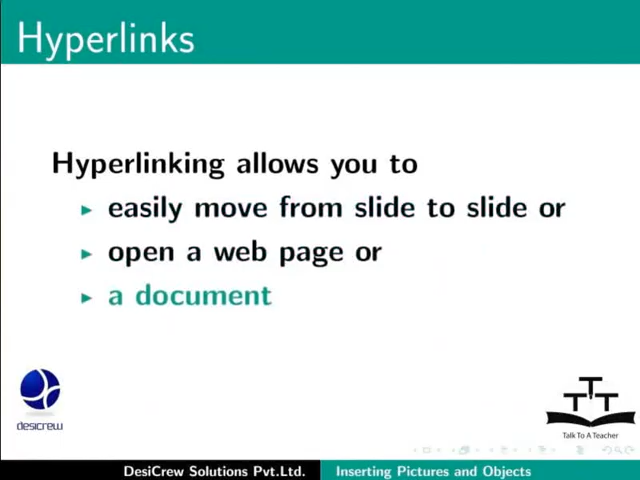 Hyperlinks
Hyperlinking allows you to
easily move from slide to slide or
open a web page or
a document
desicrew
TTT
Talk To A Teacher
DesiCrew Solutions Pvt.Ltd. Inserting Pictures and Objects